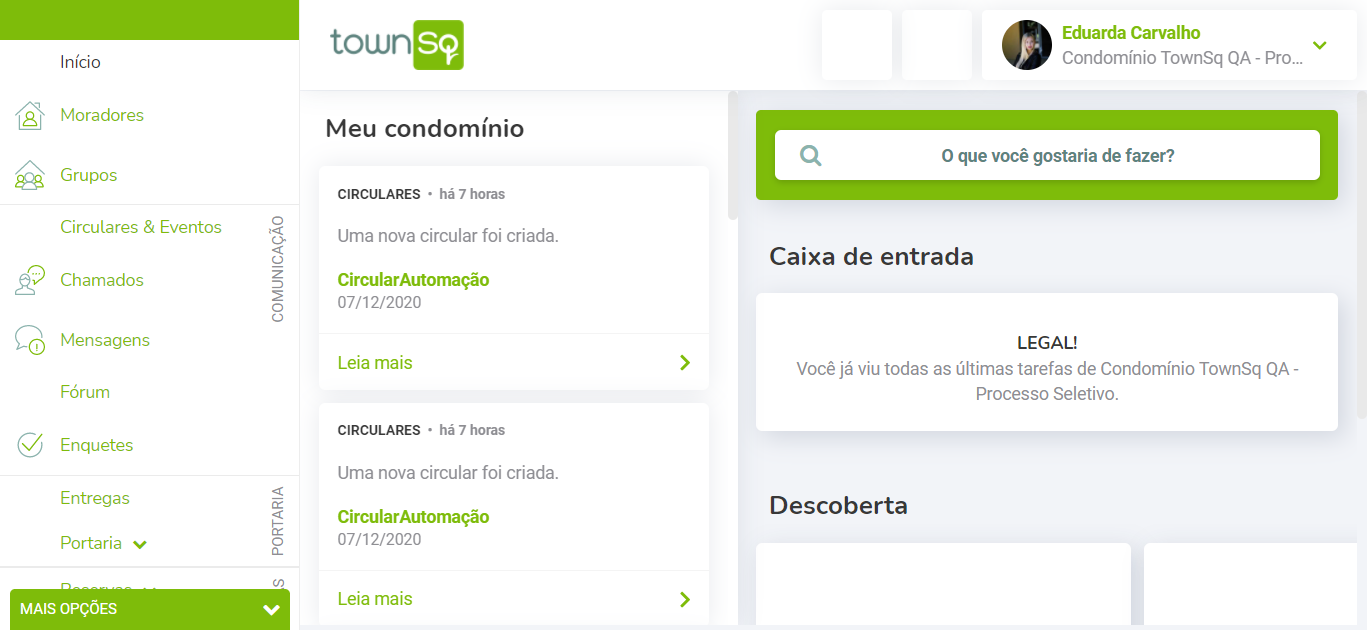 Início
Moradores
Grupos
Circulares & Eventos
Chamados
Mensagens
Fórum
Enquetes
COMUNICAÇÃO
Entregas
Portaria
PORTARIA
Reservas
MAIS OPÇÕES
townSq
Eduarda Carvalho
Condomínio TownSq QA - Pro...
Meu condomínio
CIRCULARES • há 7 horas
Uma nova circular foi criada.
CircularAutomação
07/12/2020
Leia mais
CIRCULARES • há 7 horas
Uma nova circular foi criada.
CircularAutomação
07/12/2020
Leia mais
O que você gostaria de fazer?
Caixa de entrada
LEGAL!
Você já viu todas as últimas tarefas de Condomínio TownSq QA -
Processo Seletivo.
Descoberta